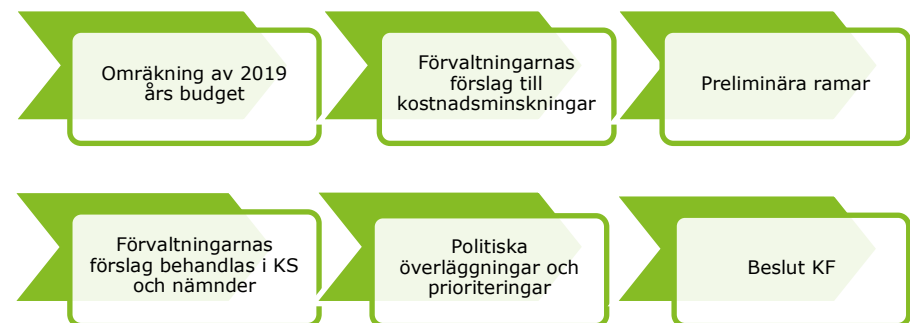 Omräkning av 2019
års budget
Förvaltningarnas
förslag till
kostnadsminskningar
Preliminära ramar
Förvaltningarnas
förslag behandlas i KS
och nämnder
Politiska
överläggningar och
prioriteringar
Beslut KF